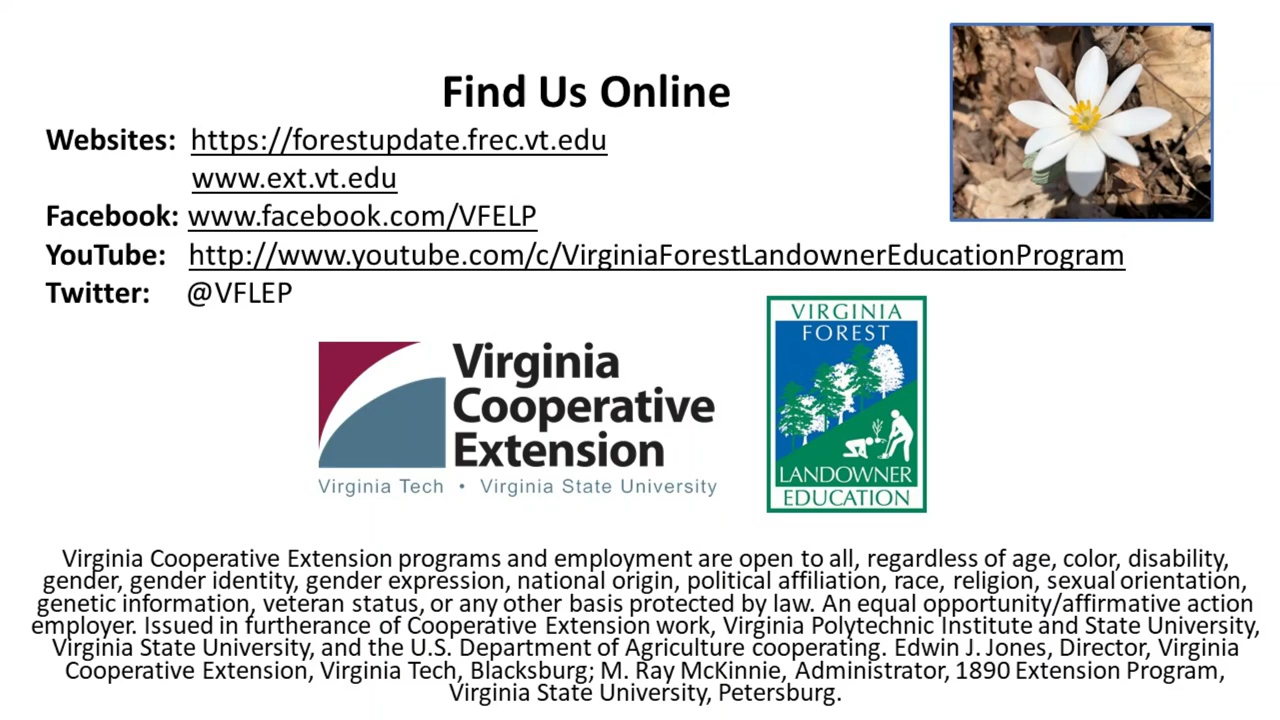 Find Us Online
Websites: https://forestupdate.frec.vt.edu
www.ext.vt.edu
Facebook: www.facebook.com/VFELP
YouTube: http://www.youtube.com/c/VirginiaForestLandownerEducationProgram
Twitter: @VFLEP
Virginia
Cooperative
Extension
Virginia Tech • Virginia State University
VIRGINIA
FOREST
LANDOWNER
EDUCATION
Virginia Cooperative Extension programs and employment are open to all, regardless of age, color, disability,
gender, gender identity, gender expression, national origin, political affiliation, race, religion, sexual orientation,
genetic information, veteran status, or any other basis protected by law. An equal opportunity/affirmative action
employer. Issued in furtherance of Cooperative Extension work, Virginia Polytechnic Institute and State University,
Virginia State University, and the U.S. Department of Agriculture cooperating. Edwin J. Jones, Director, Virginia
Cooperative Extension, Virginia Tech, Blacksburg; M. Ray McKinnie, Administrator, 1890 Extension Program,
Virginia State University, Petersburg.